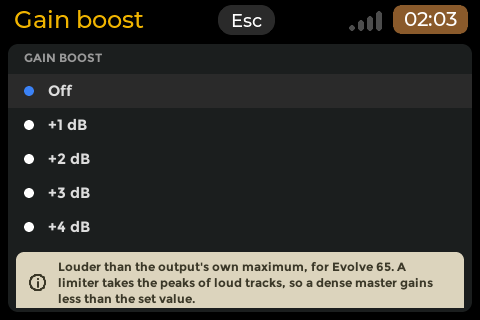 Gain boost
Esc
02:03
GAIN BOOST
Off
+1 dB
+2 dB
+3 dB
+4 dB
Louder than the output's own maximum, for Evolve 65. A
limiter takes the peaks of loud tracks, so a dense master gains
less than the set value.